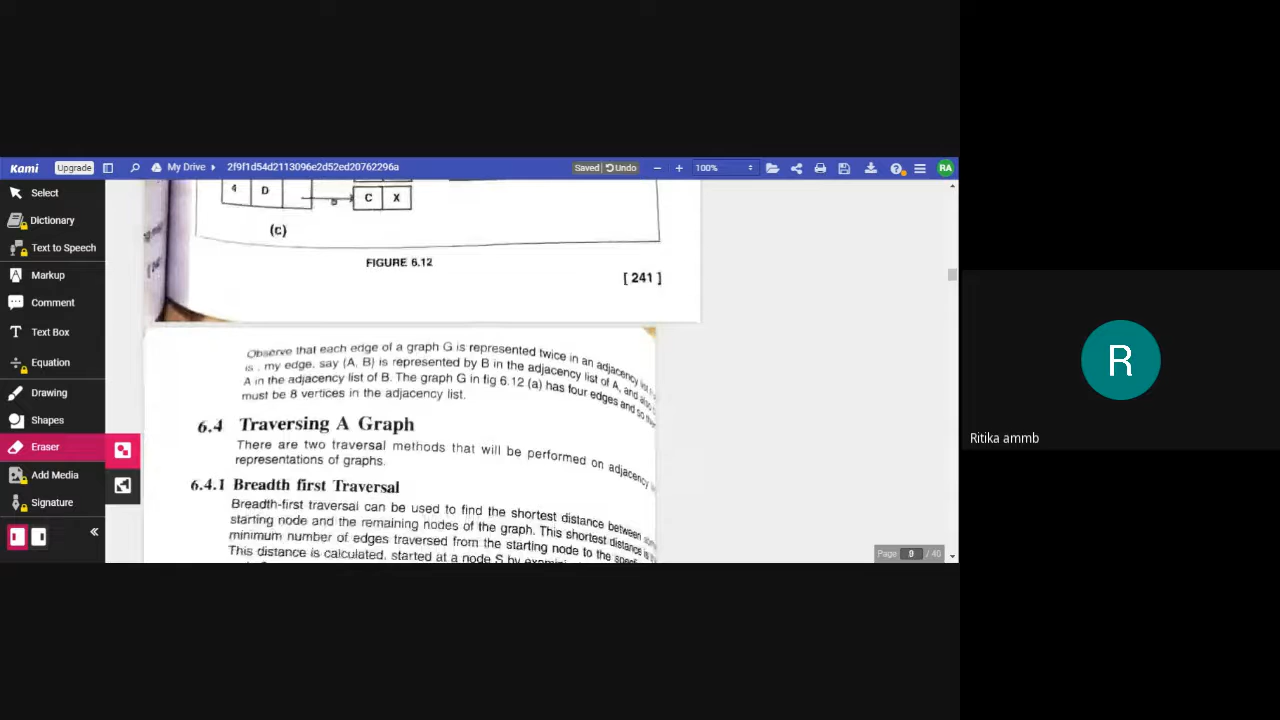 Kami
Upgrade
My Drive
2f9f1d54d2113096e2d52ed20762296a
Saved
Undo
100%
RA
Select
Dictionary
Text to Speech
Markup
Comment
Text Box
Equation
Drawing
Shapes
Eraser
Add Media
Signature
4 D
C X
(c)
FIGURE 6.12
[ 241 ]
Observe that each edge of a graph G is represented twice in an adjacency
is . my edge, say (A, B) is represented by B in the adjacency list of A, and also
A in the adjacency list of B. The graph G in fig 6.12 (a) has four edges and so
must be 8 vertices in the adjacency list.
6.4 Traversing A Graph
There are two traversal methods that will be performed on adjacency
representations of graphs.
6.4.1 Breadth first Traversal
Breadth-first traversal can be used to find the shortest distance between
starting node and the remaining nodes of the graph. This shortest distance is
minimum number of edges traversed from the starting node to the
This distance is calculated, started at a node S by
Page 9 / 40
R
Ritika ammb